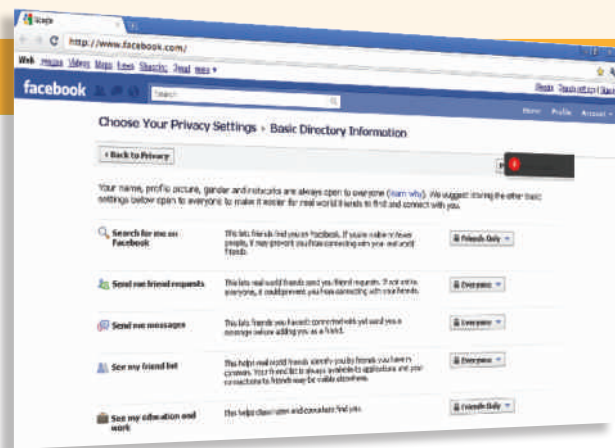 Google
http://www.facebook.com/
Web Images Videos Maps News Shopping Gmail more ▾
facebook
Search
Home Profile Account ▾
Choose Your Privacy Settings › Basic Directory Information
‹ Back to Privacy
Your name, profile picture, gender and networks are always open to everyone (learn why). We suggest leaving the other basic
settings below open to everyone to make it easier for real world friends to find and connect with you.
Search for me on
Facebook
This lets friends find you on Facebook. If you're visible to fewer
people, it may prevent you from connecting with your real world
friends.
Friends Only
Send me friend requests
This lets real world friends send you friend requests. If not set to
everyone, it could prevent you from connecting with your friends.
Everyone
Send me messages
This lets friends you haven't connected with yet send you a
message before adding you as a friend.
Everyone
See my friend list
This helps real world friends identify you by friends you have in
common. Your friend list is always available to applications and your
connections to friends may be visible elsewhere.
Everyone
See my education and
work
This helps classmates and coworkers find you.
Friends Only